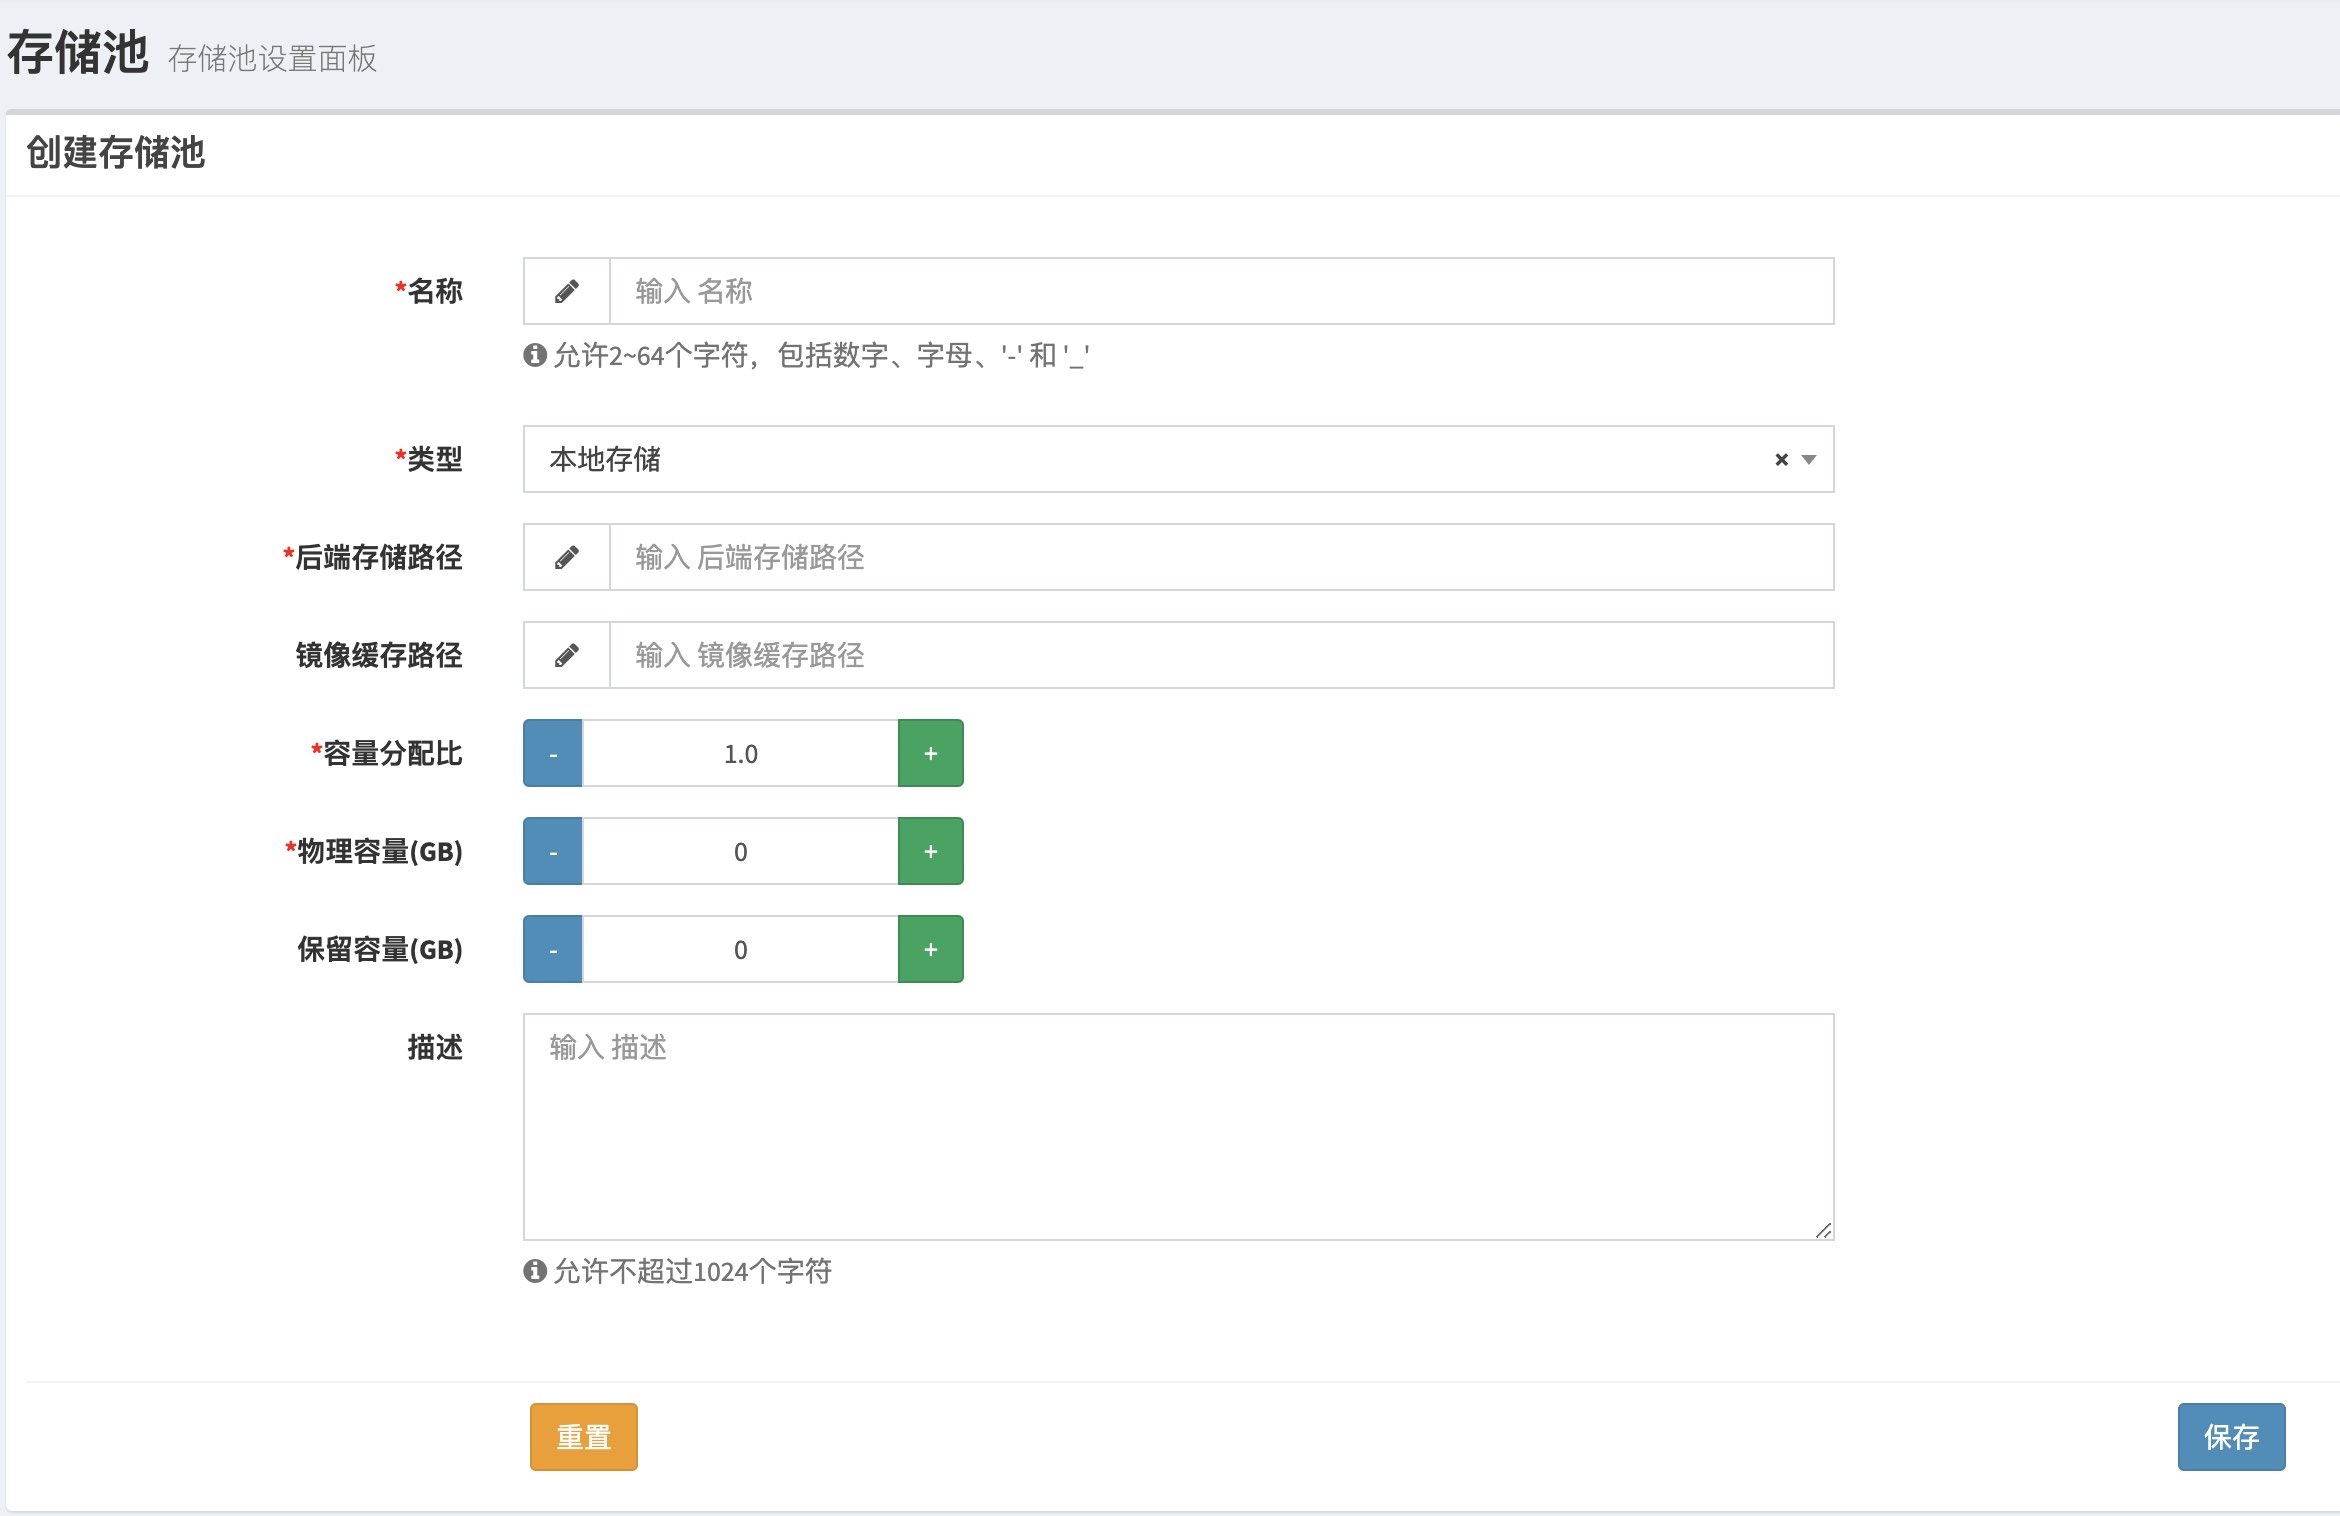 存储池 存储池设置面板
创建存储池
*名称 输入 名称
允许2~64个字符，包括数字、字母、'-' 和 '_'
*类型 本地存储 ×
*后端存储路径 输入 后端存储路径
镜像缓存路径 输入 镜像缓存路径
*容量分配比 - 1.0 +
*物理容量(GB) - 0 +
保留容量(GB) - 0 +
描述 输入 描述
允许不超过1024个字符
重置 保存